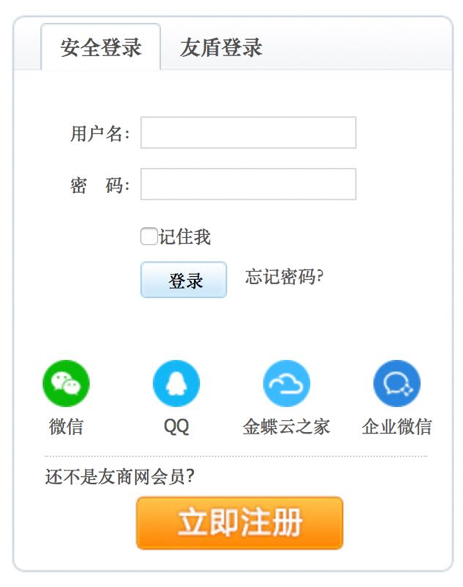 安全登录 友盾登录
用户名:
密 码:
记住我
登录 忘记密码?
微信 QQ 金蝶云之家 企业微信
还不是友商网会员?
立即注册